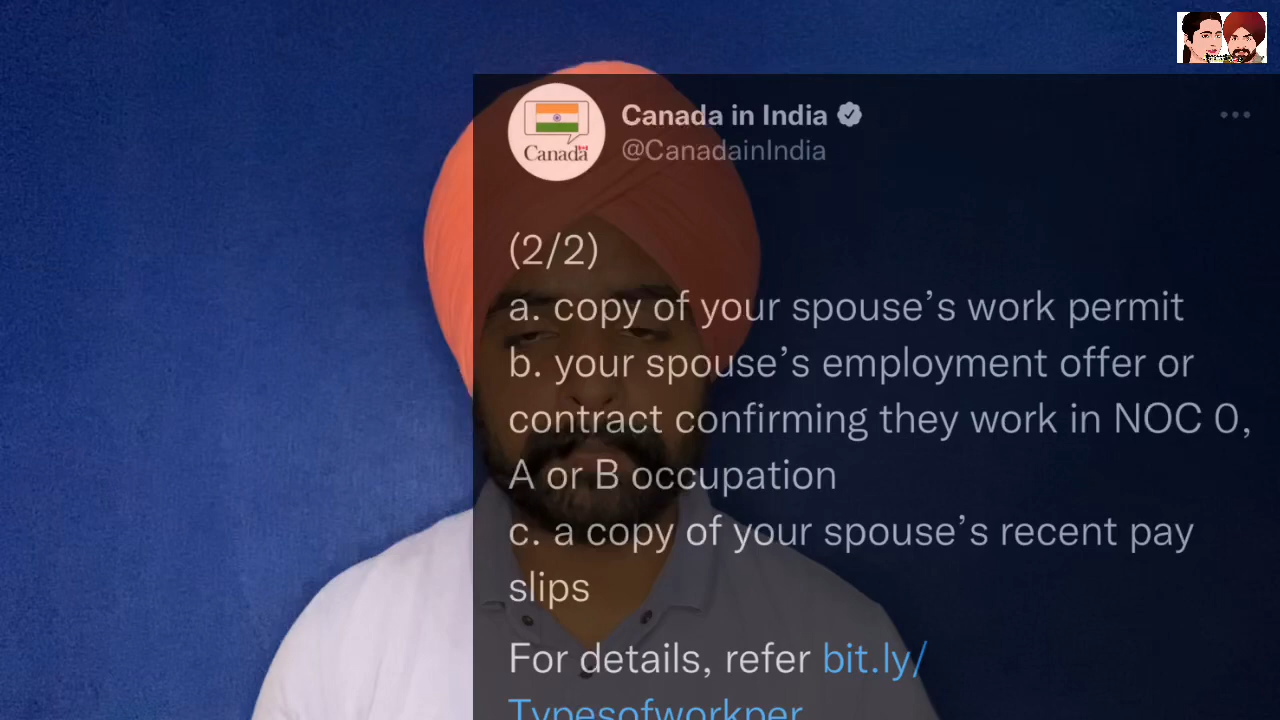 Canada in India
@CanadainIndia
Canada
(2/2)
a. copy of your spouse’s work permit
b. your spouse’s employment offer or
contract confirming they work in NOC 0,
A or B occupation
c. a copy of your spouse’s recent pay
slips
For details, refer bit.ly/
Typesofworkper